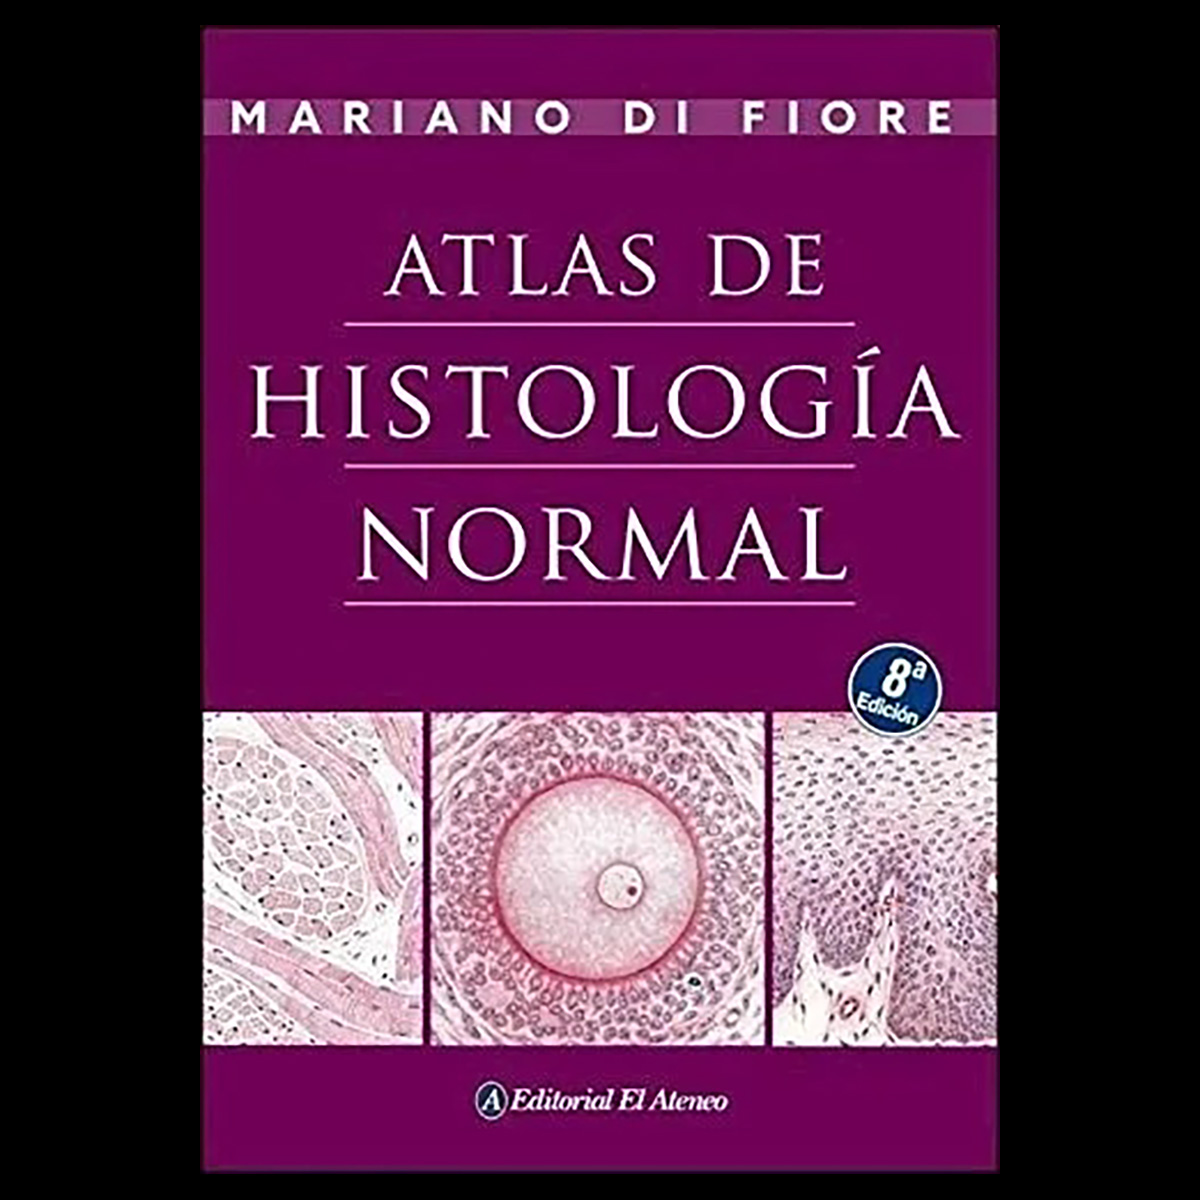 MARIANO DI FIORE
ATLAS DE
HISTOLOGÍA
NORMAL
8ª
Edición
A Editorial El Ateneo